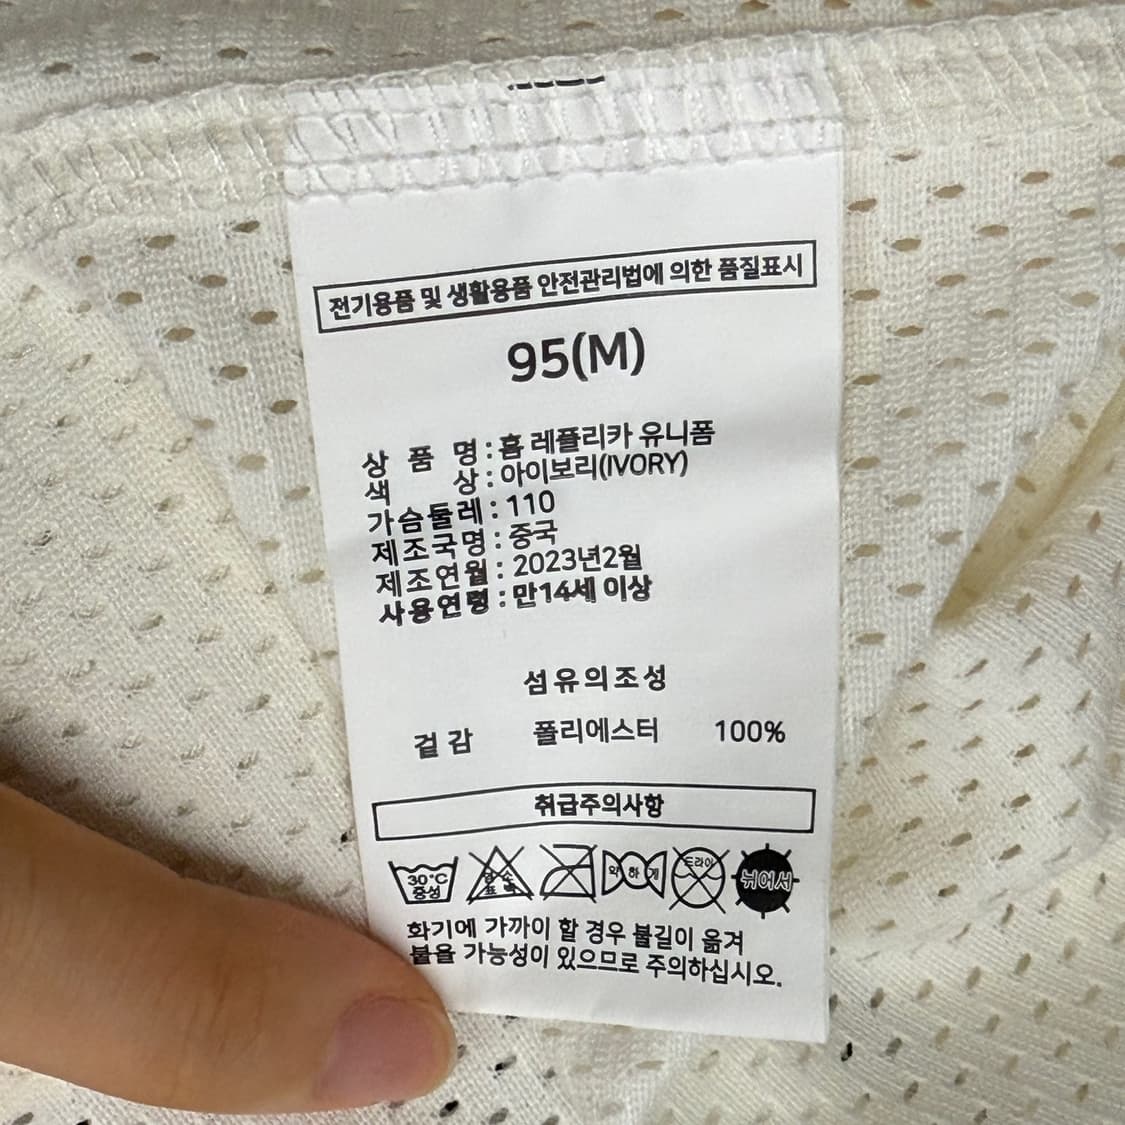 전기용품 및 생활용품 안전관리법에 의한 품질표시
95(M)
상 품 명 : 홈 레플리카 유니폼
색 상 : 아이보리(IVORY)
가슴둘레 : 110
제조국명 : 중국
제조연월 : 2023년2월
사용연령 : 만14세 이상
섬유의조성
겉감 폴리에스터 100%
취급주의사항
30°C 중성 염소 표백 약하게 드라이 뉘어서
화기에 가까이 할 경우 불길이 옮겨
붙을 가능성이 있으므로 주의하십시오.